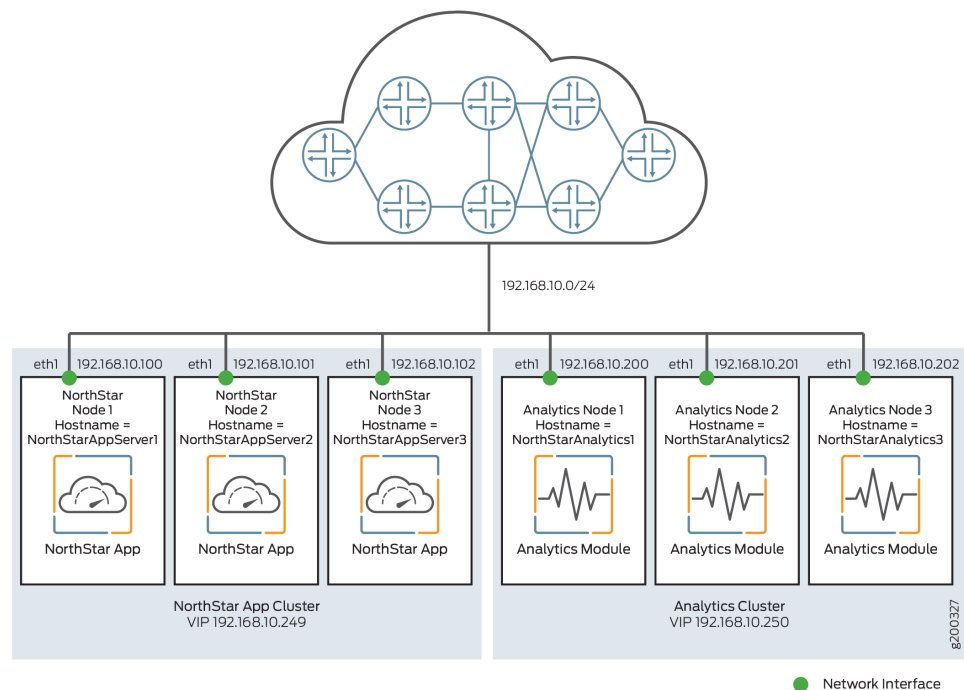 192.168.10.0/24
eth1 192.168.10.100
eth1 192.168.10.101
eth1 192.168.10.102
eth1 192.168.10.200
eth1 192.168.10.201
eth1 192.168.10.202
NorthStar
Node 1
Hostname =
NorthStarAppServer1
NorthStar App
NorthStar
Node 2
Hostname =
NorthStarAppServer2
NorthStar App
NorthStar
Node 3
Hostname =
NorthStarAppServer3
NorthStar App
Analytics Node 1
Hostname =
NorthStarAnalytics1
Analytics Module
Analytics Node 2
Hostname =
NorthStarAnalytics2
Analytics Module
Analytics Node 3
Hostname =
NorthStarAnalytics3
Analytics Module
NorthStar App Cluster
VIP 192.168.10.249
Analytics Cluster
VIP 192.168.10.250
g200327
Network Interface